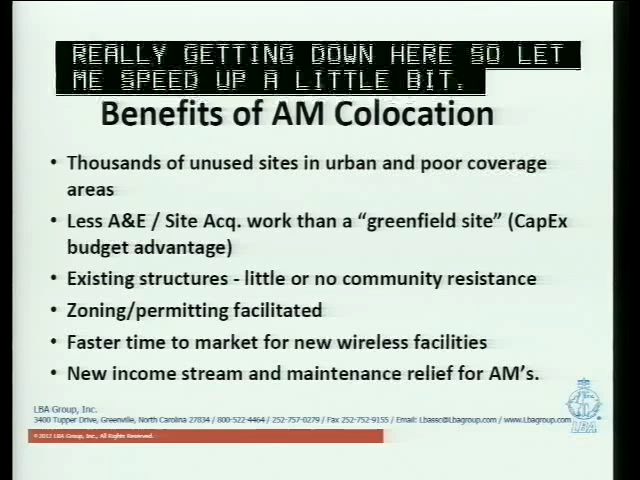 REALLY GETTING DOWN HERE SO LET
ME SPEED UP A LITTLE BIT.
Benefits of AM Colocation
• Thousands of unused sites in urban and poor coverage
areas
• Less A&E / Site Acq. work than a “greenfield site” (CapEx
budget advantage)
• Existing structures - little or no community resistance
• Zoning/permitting facilitated
• Faster time to market for new wireless facilities
• New income stream and maintenance relief for AM’s.
LBA Group, Inc.
3400 Tupper Drive, Greenville, North Carolina 27834 / 800-522-4464 / 252-757-0279 / Fax 252-752-9155 / Email: Lbassc@Lbagroup.com / www.Lbagroup.com
©2012 LBA Group, Inc., All Rights Reserved.
LBA